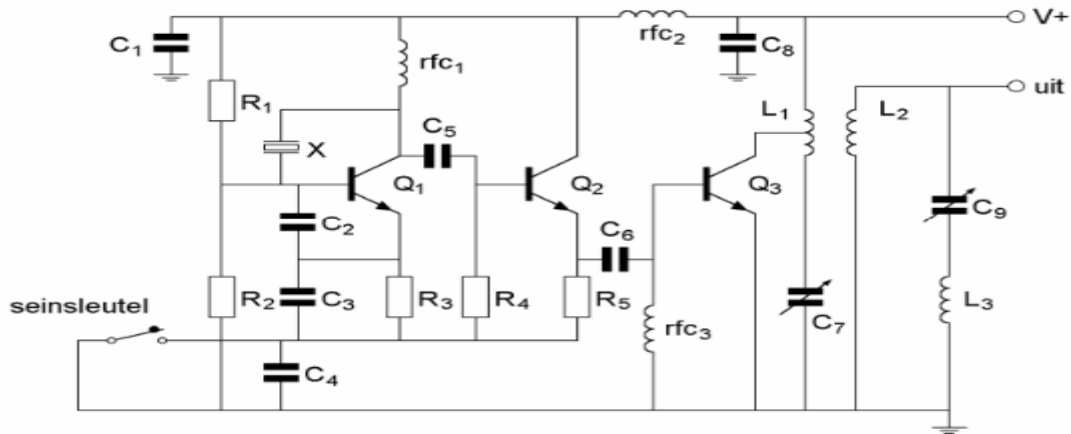 V+
rfc₂
C₁
C₈
rfc₁
uit
R₁
L₁
L₂
C₅
X
Q₁
Q₂
Q₃
C₂
C₉
C₆
seinsleutel
R₂
C₃
R₃
R₄
R₅
L₃
C₇
rfc₃
C₄